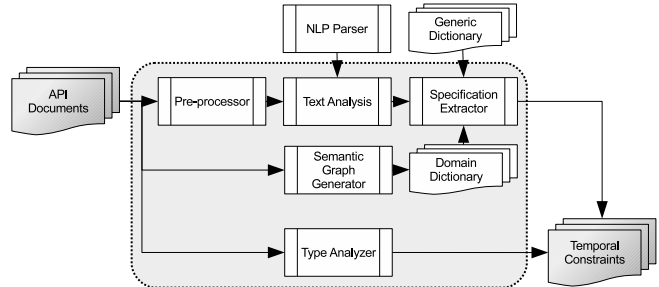 NLP Parser
Generic
Dictionary
API
Documents
Pre-processor
Text Analysis
Specification
Extractor
Semantic
Graph
Generator
Domain
Dictionary
Type Analyzer
Temporal
Constraints